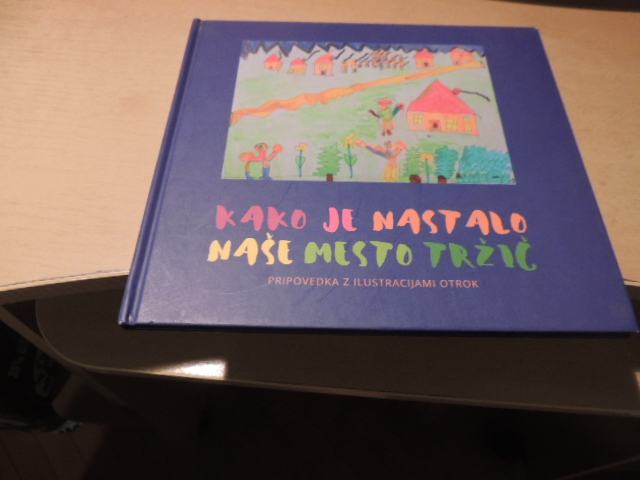 KAKO JE NASTALO
NAŠE MESTO TRŽIČ
PRIPOVEDKA Z ILUSTRACIJAMI OTROK